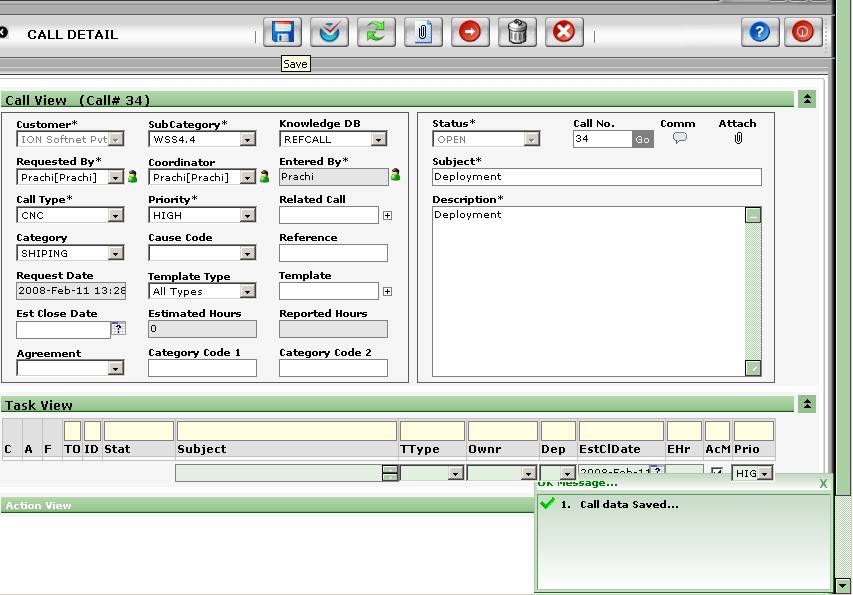 CALL DETAIL
Save
Call View (Call# 34)
Customer* SubCategory* Knowledge DB
ION Softnet Pvt WSS4.4 REFCALL
Requested By* Coordinator Entered By*
Prachi[Prachi] Prachi[Prachi] Prachi
Call Type* Priority* Related Call
CNC HIGH
Category Cause Code Reference
SHIPING
Request Date Template Type Template
2008-Feb-11 13:28 All Types
Est Close Date Estimated Hours Reported Hours
0
Agreement Category Code 1 Category Code 2
Status* Call No. Comm Attach
OPEN 34 Go
Subject*
Deployment
Description*
Deployment
Task View
C A F TO ID Stat Subject TType Ownr Dep EstClDate EHr AcM Prio
2008-Feb-11 HIG
Action View
OK Message... X
1. Call data Saved...